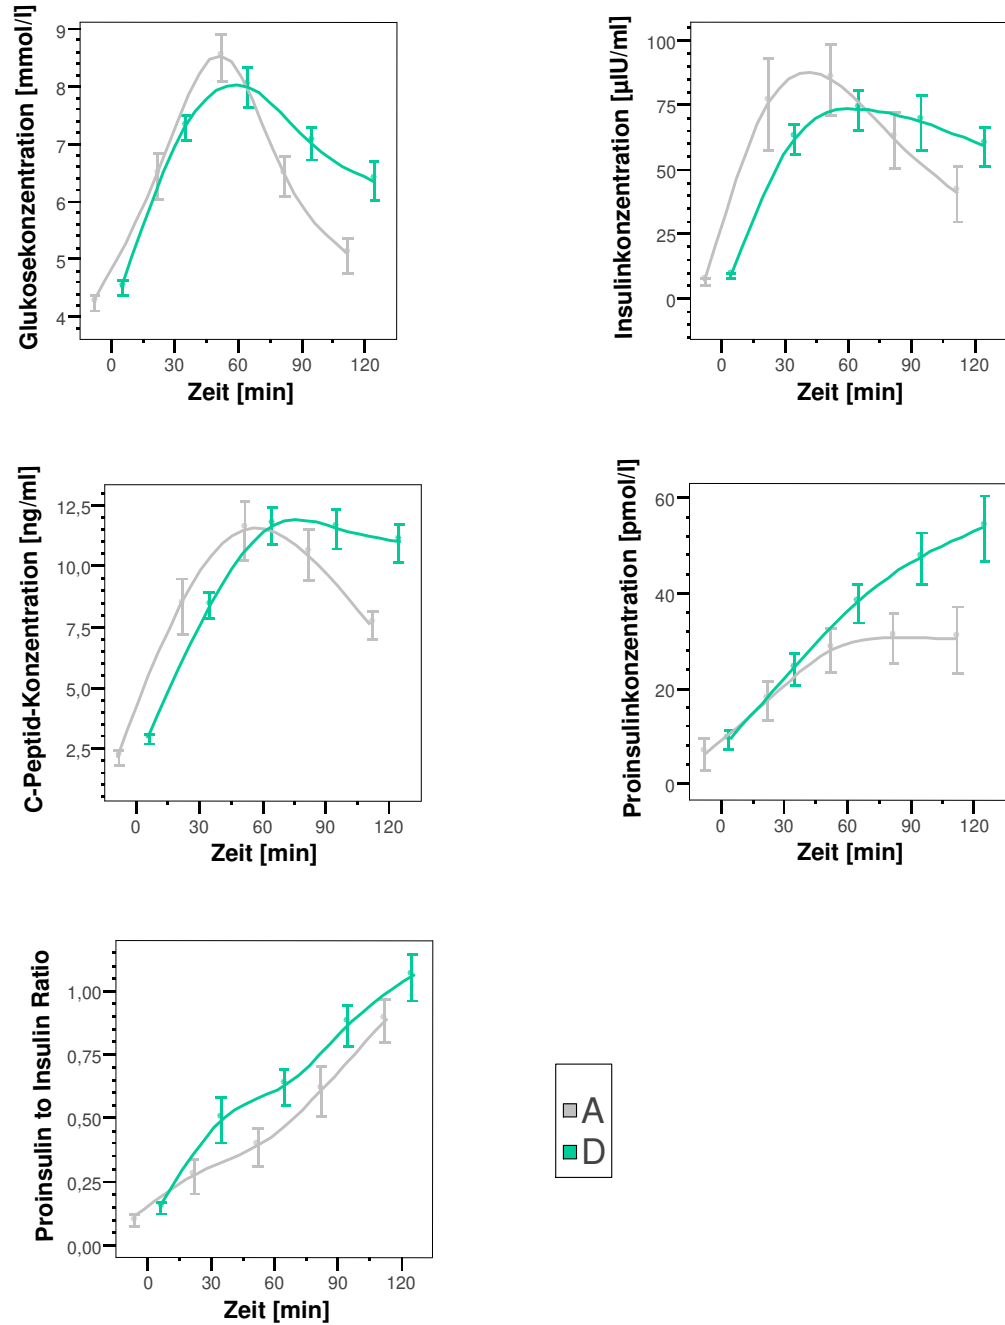 Glukosekonzentration [mmol/l]
9
8
7
6
5
4
0 30 60 90 120
Zeit [min]
Insulinkonzentration [µIU/ml]
100
75
50
25
0
0 30 60 90 120
Zeit [min]
C-Peptid-Konzentration [ng/ml]
12,5
10,0
7,5
5,0
2,5
0 30 60 90 120
Zeit [min]
Proinsulinkonzentration [pmol/l]
60
40
20
0
0 30 60 90 120
Zeit [min]
Proinsulin to Insulin Ratio
1,00
0,75
0,50
0,25
0,00
0 30 60 90 120
Zeit [min]
A
D